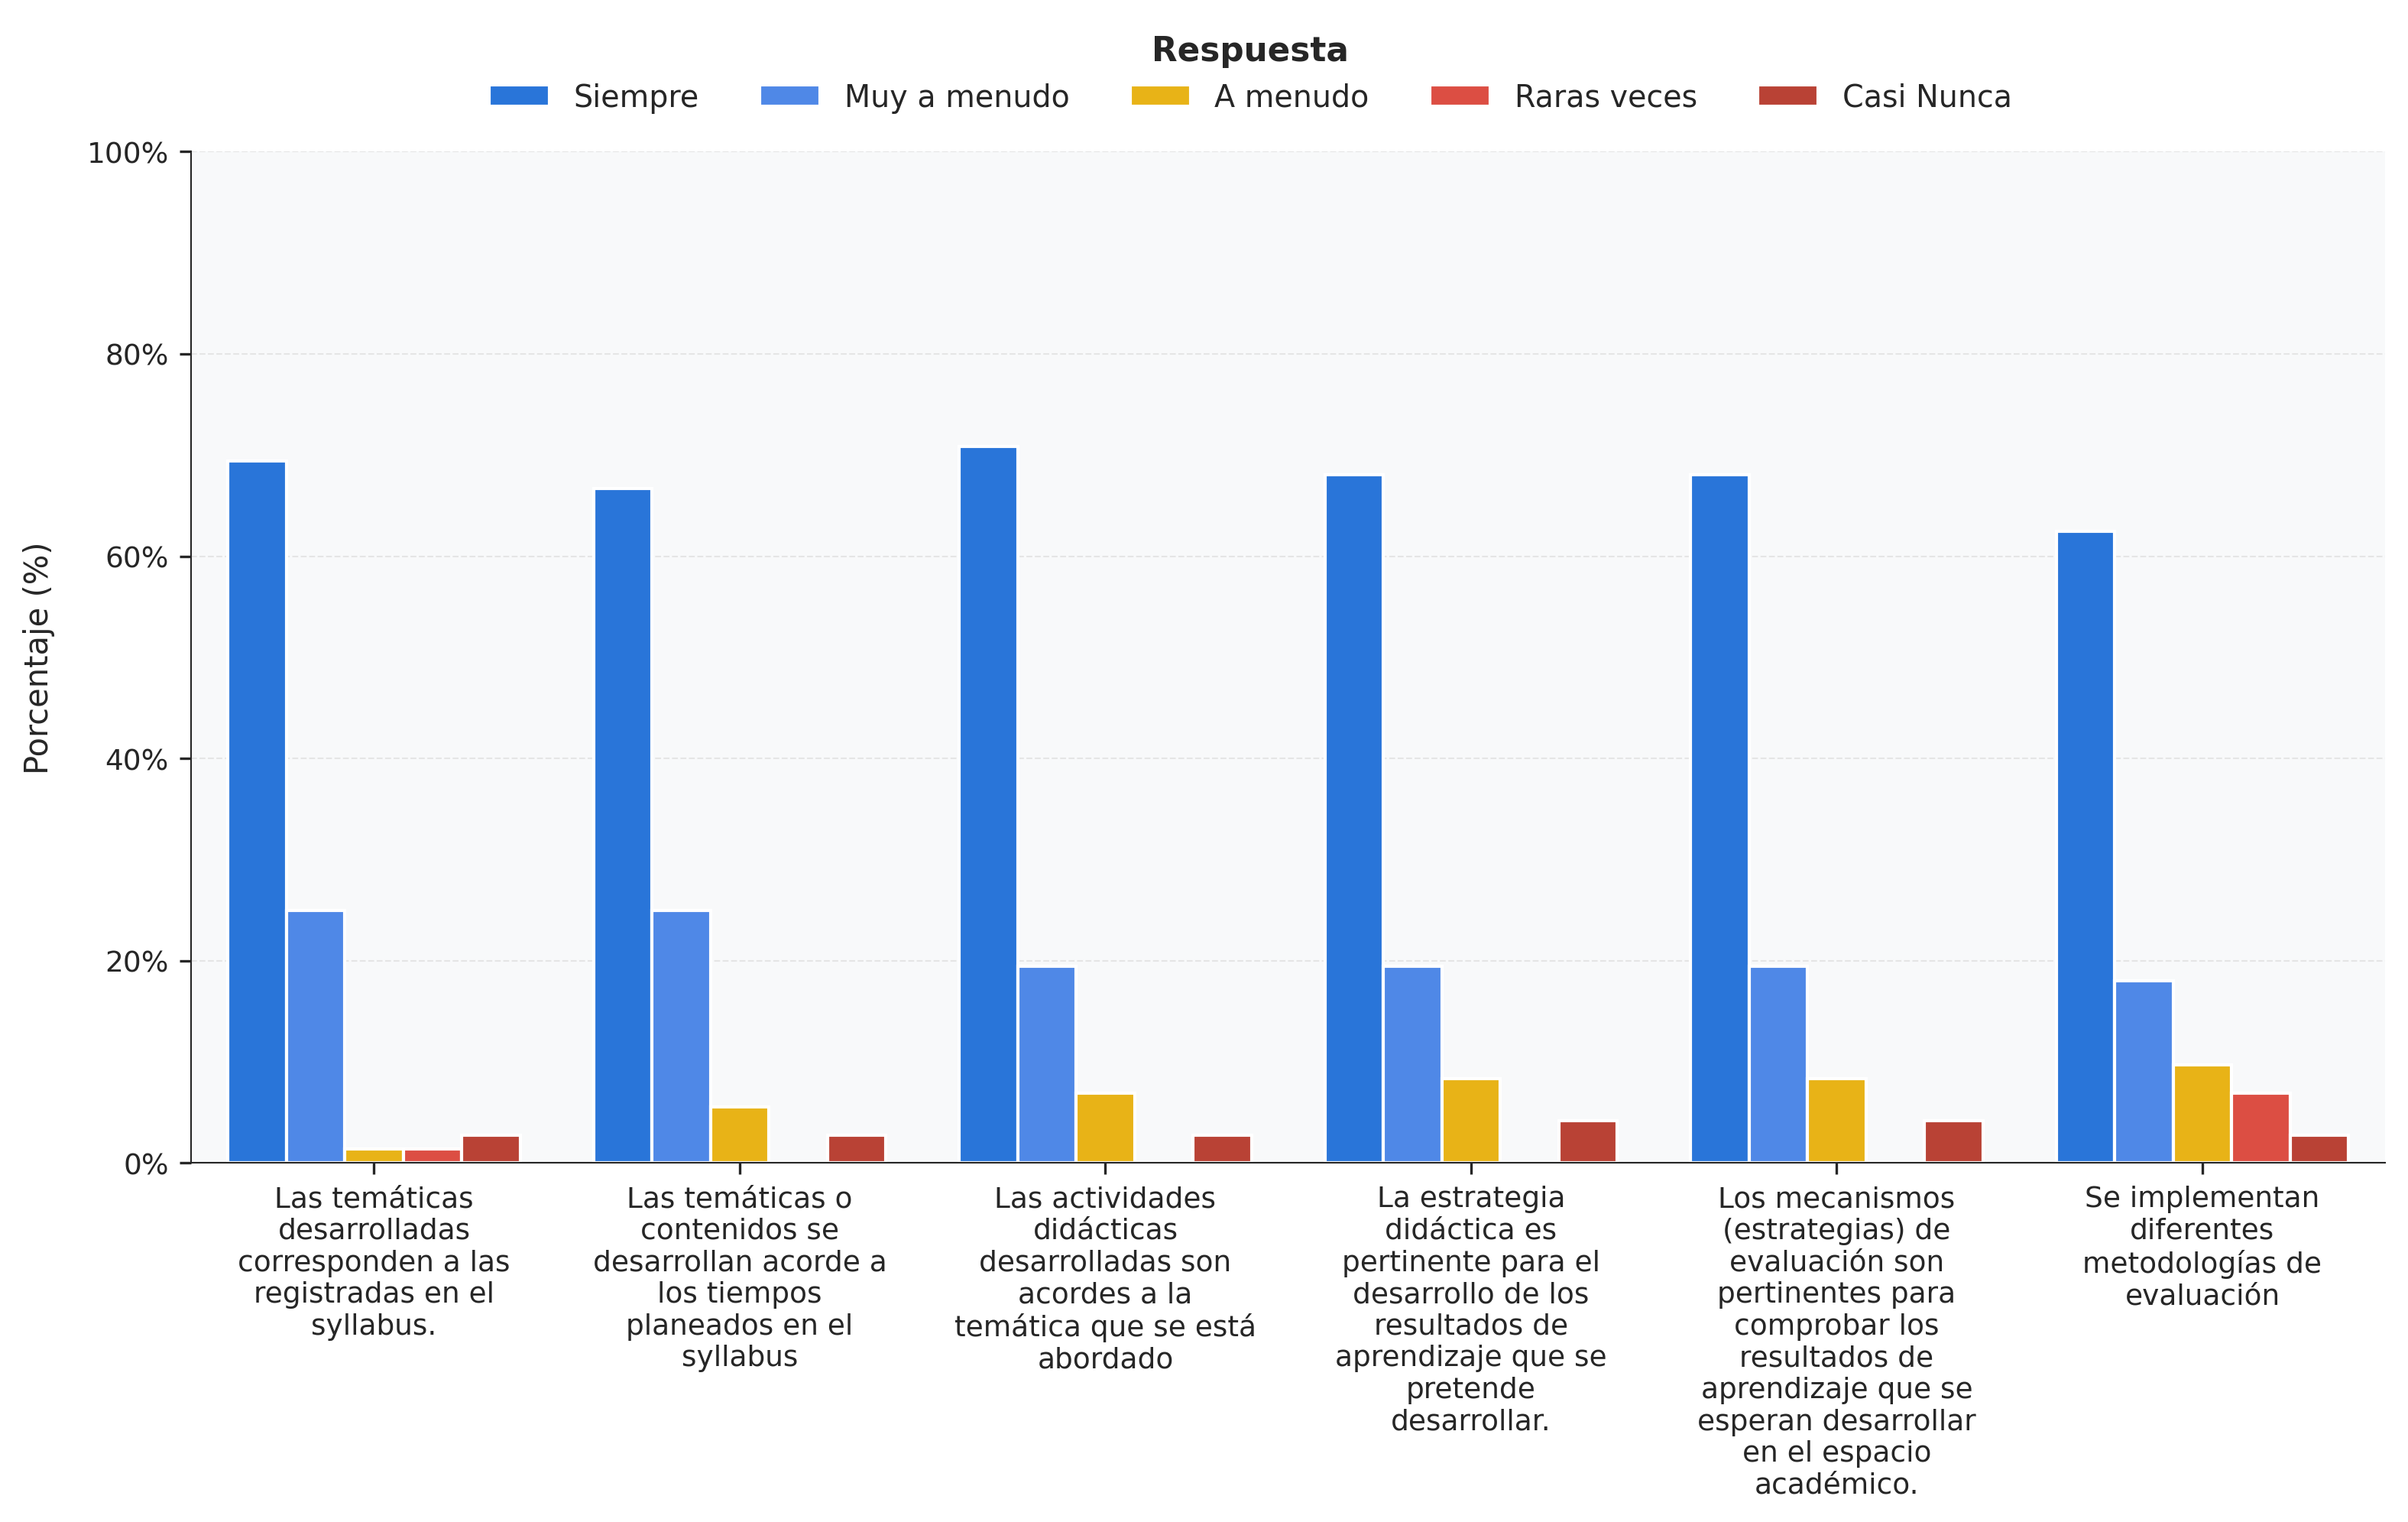 Respuesta
Siempre
Muy a menudo
A menudo
Raras veces
Casi Nunca
Porcentaje (%)
100%
80%
60%
40%
20%
0%
Las temáticas
desarrolladas
corresponden a las
registradas en el
syllabus.
Las temáticas o
contenidos se
desarrollan acorde a
los tiempos
planeados en el
syllabus
Las actividades
didácticas
desarrolladas son
acordes a la
temática que se está
abordado
La estrategia
didáctica es
pertinente para el
desarrollo de los
resultados de
aprendizaje que se
pretende
desarrollar.
Los mecanismos
(estrategias) de
evaluación son
pertinentes para
comprobar los
resultados de
aprendizaje que se
esperan desarrollar
en el espacio
académico.
Se implementan
diferentes
metodologías de
evaluación